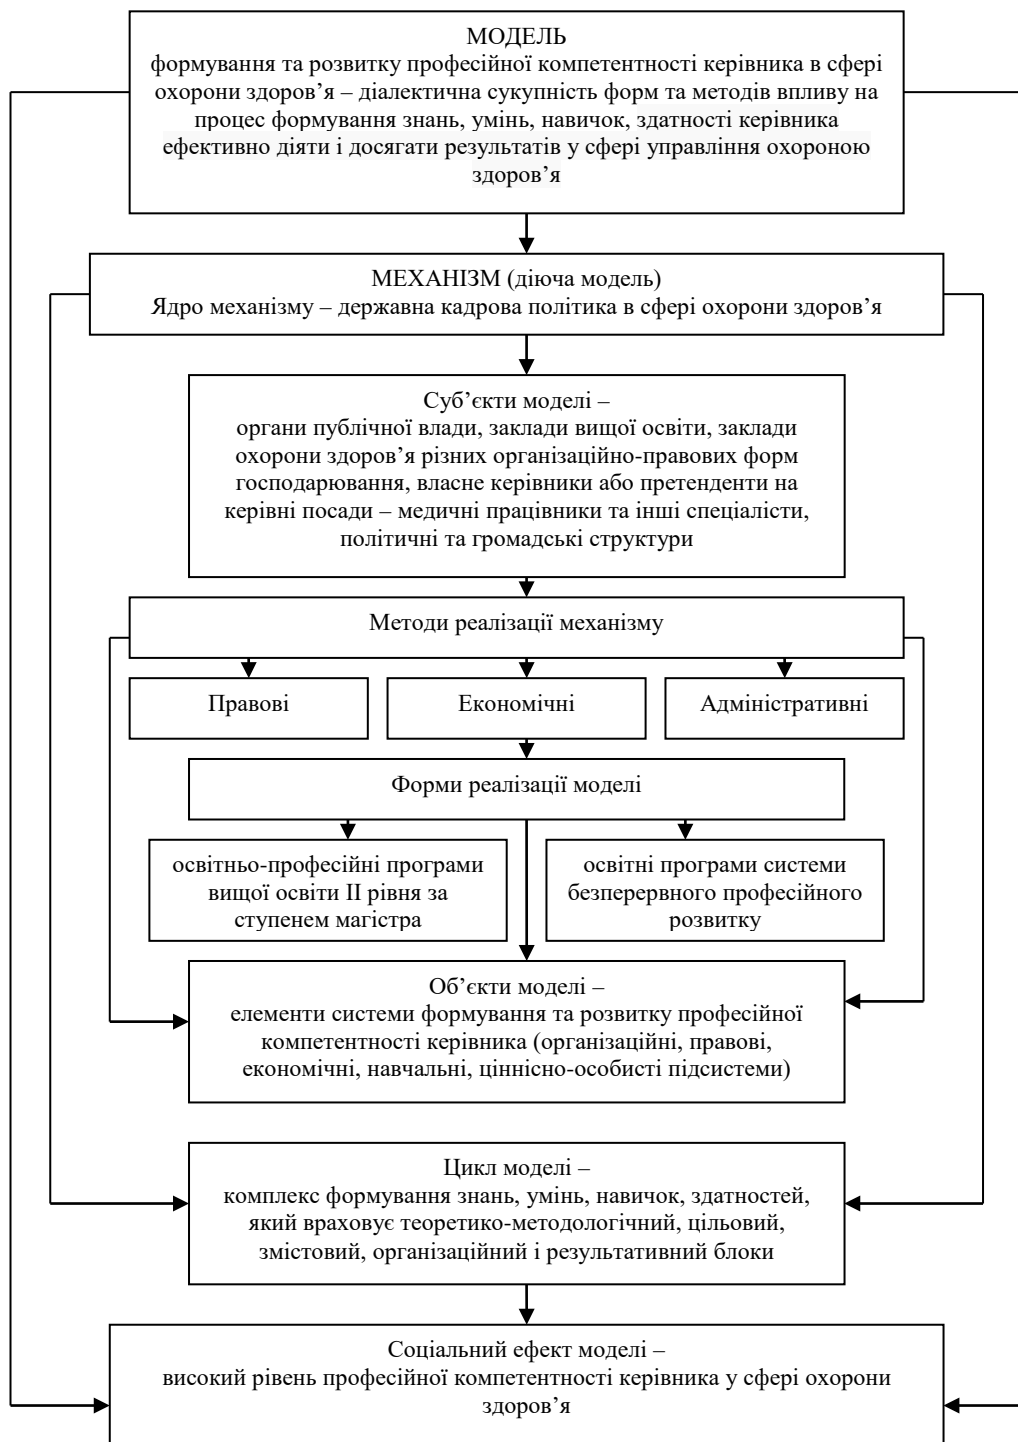 МОДЕЛЬ
формування та розвитку професійної компетентності керівника в сфері
охорони здоров’я – діалектична сукупність форм та методів впливу на
процес формування знань, умінь, навичок, здатності керівника
ефективно діяти і досягати результатів у сфері управління охороною
здоров’я
МЕХАНІЗМ (діюча модель)
Ядро механізму – державна кадрова політика в сфері охорони здоров’я
Суб’єкти моделі –
органи публічної влади, заклади вищої освіти, заклади
охорони здоров’я різних організаційно-правових форм
господарювання, власне керівники або претенденти на
керівні посади – медичні працівники та інші спеціалісти,
політичні та громадські структури
Методи реалізації механізму
Правові
Економічні
Адміністративні
Форми реалізації моделі
освітньо-професійні програми
вищої освіти ІІ рівня за
ступенем магістра
освітні програми системи
безперервного професійного
розвитку
Об’єкти моделі –
елементи системи формування та розвитку професійної
компетентності керівника (організаційні, правові,
економічні, навчальні, ціннісно-особисті підсистеми)
Цикл моделі –
комплекс формування знань, умінь, навичок, здатностей,
який враховує теоретико-методологічний, цільовий,
змістовий, організаційний і результативний блоки
Соціальний ефект моделі –
високий рівень професійної компетентності керівника у сфері охорони
здоров’я